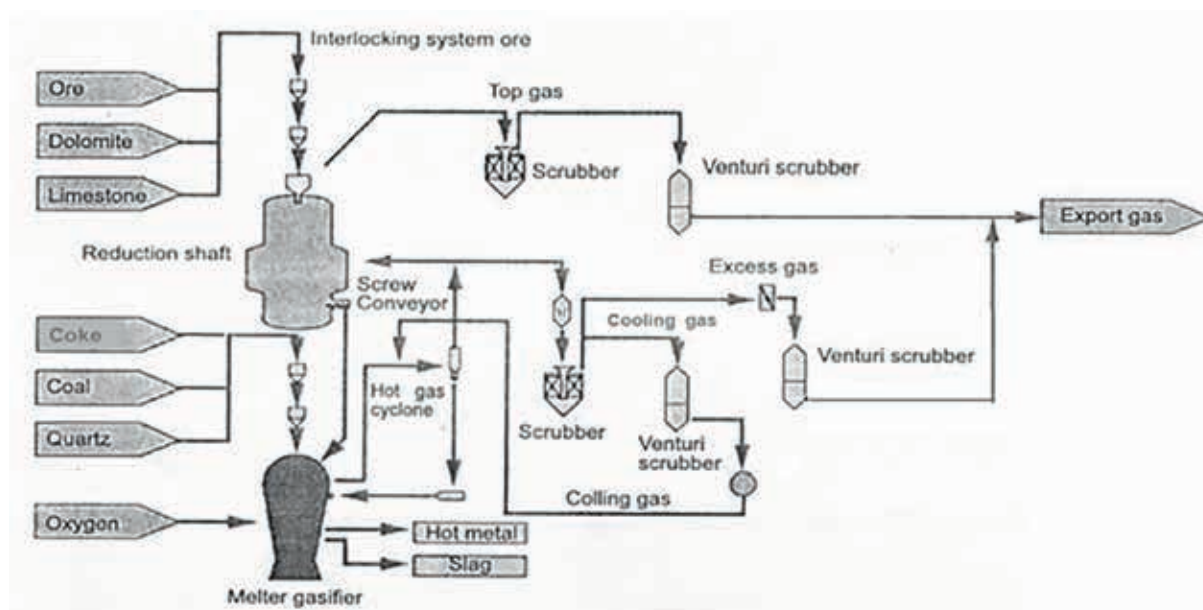 Interlocking system ore
Ore
Dolomite
Limestone
Top gas
Scrubber
Venturi scrubber
Export gas
Reduction shaft
Screw
Conveyor
Excess gas
Cooling gas
Venturi scrubber
Coke
Coal
Quartz
Hot gas
cyclone
Scrubber
Venturi
scrubber
Colling gas
Oxygen
Hot metal
Slag
Melter gasifier